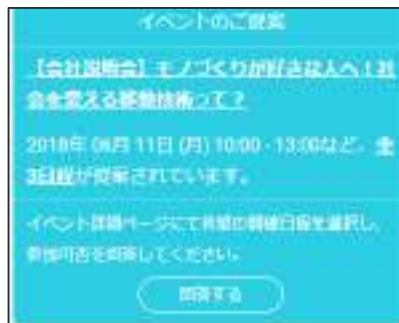 イベントのご提案
【会社説明会】モノづくりが好きな人へ！社
会を変える移動技術って？
2018年 06月 11日 (月) 10:00 - 13:00など、全
3日程が提案されています。
イベント詳細ページにて希望の開催日程を選択し、
参加可否を回答してください。
回答する